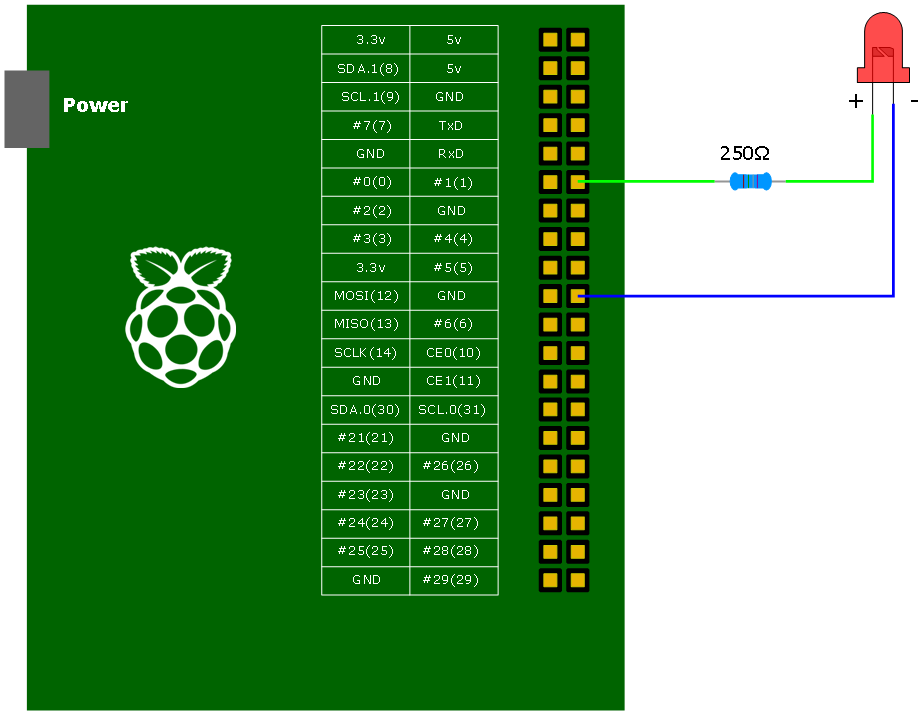 3.3v 5v
SDA.1(8) 5v
Power SCL.1(9) GND
#7(7) TxD
GND RxD
250Ω
#0(0) #1(1)
#2(2) GND
#3(3) #4(4)
3.3v #5(5)
MOSI(12) GND
MISO(13) #6(6)
SCLK(14) CE0(10)
GND CE1(11)
SDA.0(30) SCL.0(31)
#21(21) GND
#22(22) #26(26)
#23(23) GND
#24(24) #27(27)
#25(25) #28(28)
GND #29(29)
+ -